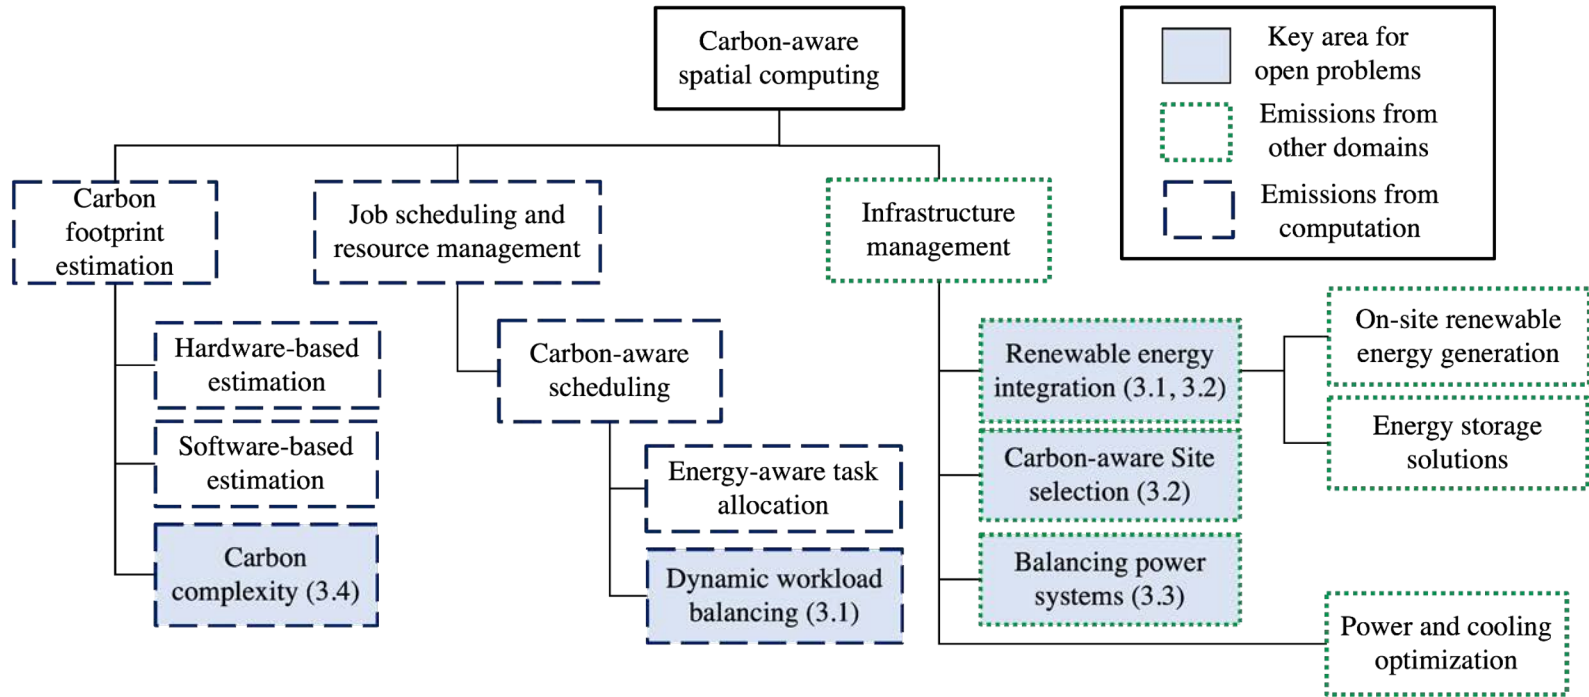 Carbon-aware
spatial computing
Key area for
open problems
Emissions from
other domains
Emissions from
computation
Carbon
footprint
estimation
Job scheduling and
resource management
Infrastructure
management
Hardware-based
estimation
Software-based
estimation
Carbon
complexity (3.4)
Carbon-aware
scheduling
Energy-aware task
allocation
Dynamic workload
balancing (3.1)
Renewable energy
integration (3.1, 3.2)
Carbon-aware Site
selection (3.2)
Balancing power
systems (3.3)
On-site renewable
energy generation
Energy storage
solutions
Power and cooling
optimization